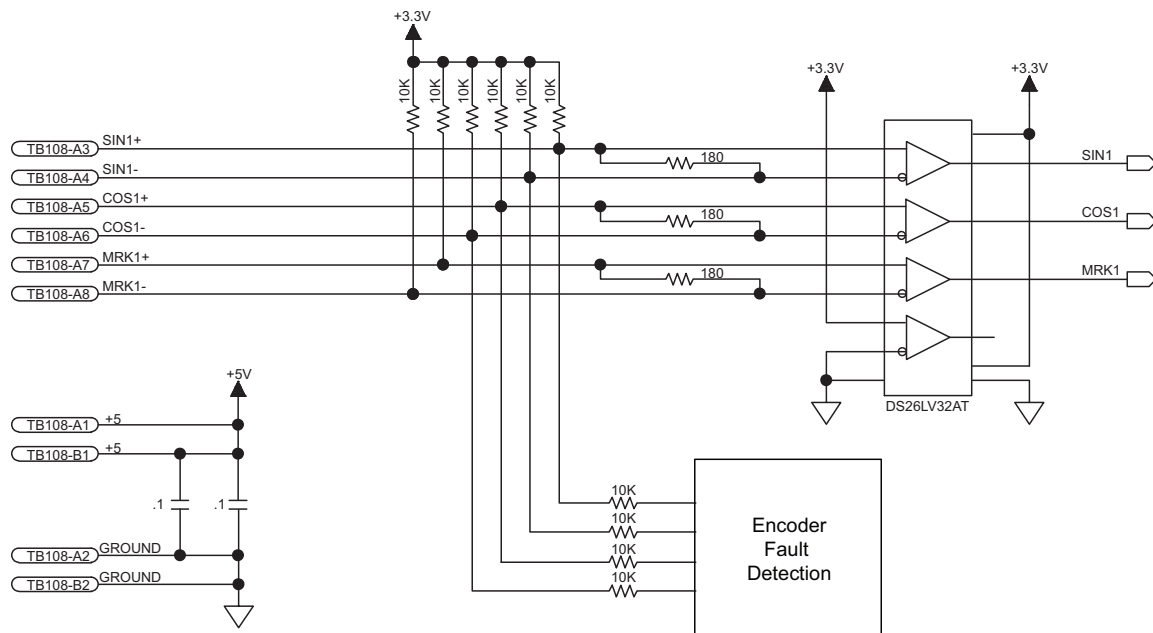 +3.3V
10K
10K
10K
10K
10K
10K
+3.3V
+3.3V
TB108-A3
SIN1+
180
SIN1
TB108-A4
SIN1-
TB108-A5
COS1+
180
COS1
TB108-A6
COS1-
TB108-A7
MRK1+
180
MRK1
TB108-A8
MRK1-
DS26LV32AT
+5V
TB108-A1
+5
TB108-B1
+5
.1
.1
TB108-A2
GROUND
TB108-B2
GROUND
10K
10K
10K
10K
Encoder
Fault
Detection